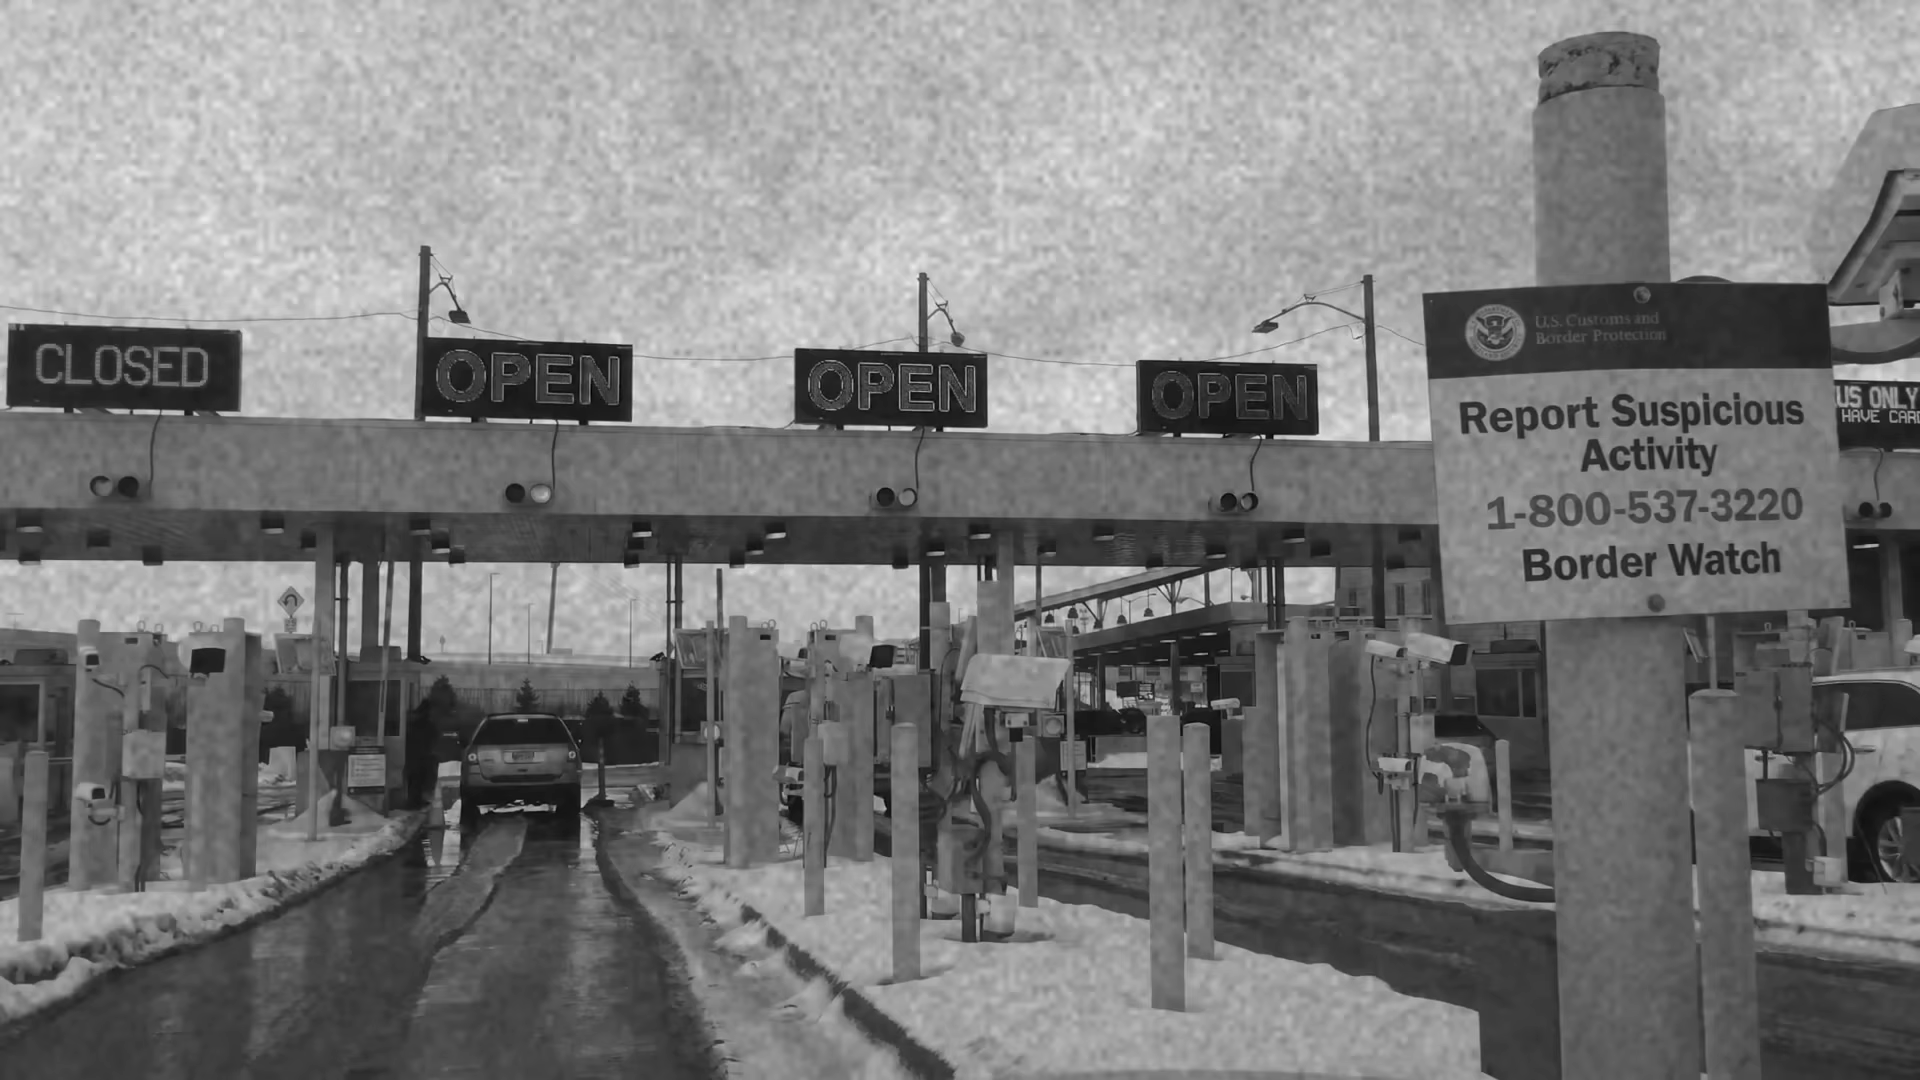 CLOSED
OPEN
OPEN
OPEN
U.S. Customs and
Border Protection
Report Suspicious
Activity
1-800-537-3220
Border Watch
US ONLY
HAVE